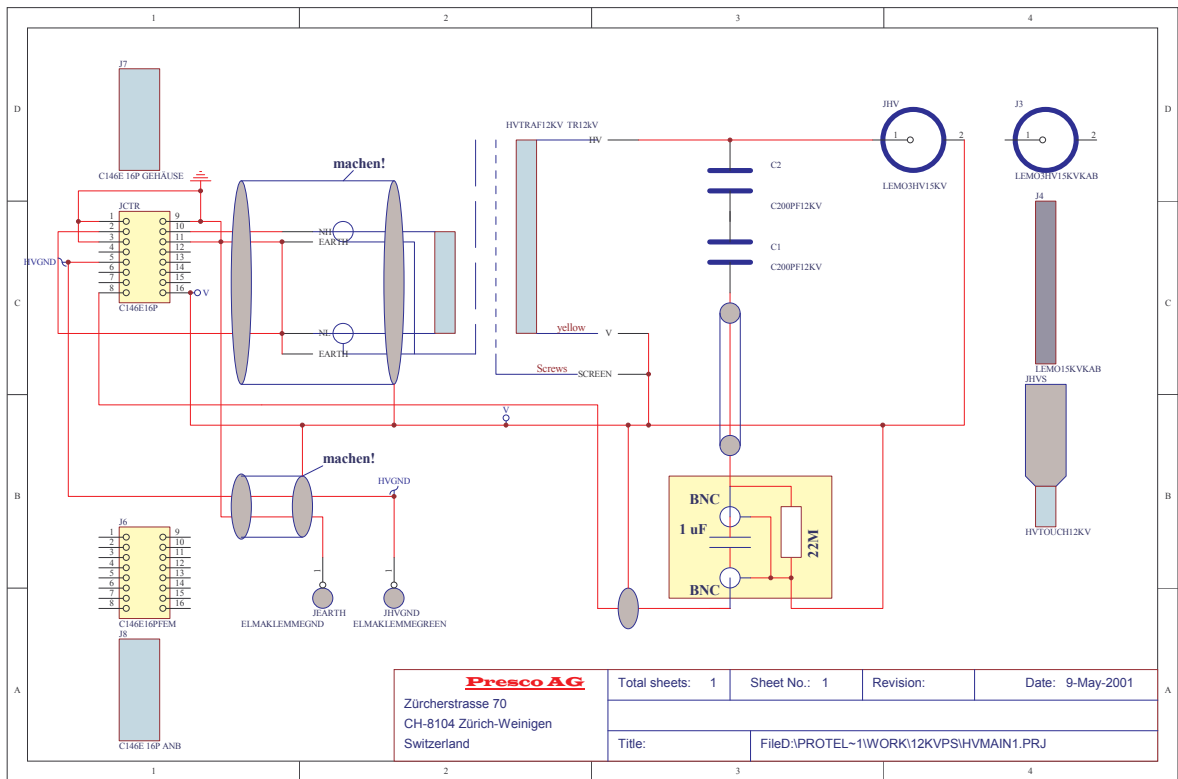 1 2 3 4
D D
C C
B B
A A
1 2 3 4
J7
C146E 16P GEHÄUSE
JCTR
1 9
2 10
3 11
4 12
5 13
6 14
7 15
8 16
C146E16P
HVGND
V
machen!
NH
EARTH
NL
EARTH
HVTRAF12KV TR12kV
HV
yellow V
Screws SCREEN
V
C2
C200PF12KV
C1
C200PF12KV
JHV
1 2
LEMO3HV15KV
J3
1 2
LEMO3HV15KVKAB
J4
LEMO15KVKAB
JHVS
HVTOUCH12KV
machen!
HVGND
BNC
1 uF
22M
BNC
J6
1 9
2 10
3 11
4 12
5 13
6 14
7 15
8 16
C146E16PFEM
J8
C146E 16P ANB
1
JEARTH
ELMAKLEMMEGND
1
JHVGND
ELMAKLEMMEGREEN
Presco AG
Zürcherstrasse 70
CH-8104 Zürich-Weinigen
Switzerland
Total sheets: 1
Sheet No.: 1
Revision:
Date: 9-May-2001
Title:
FileD:\PROTEL~1\WORK\12KVPS\HVMAIN1.PRJ